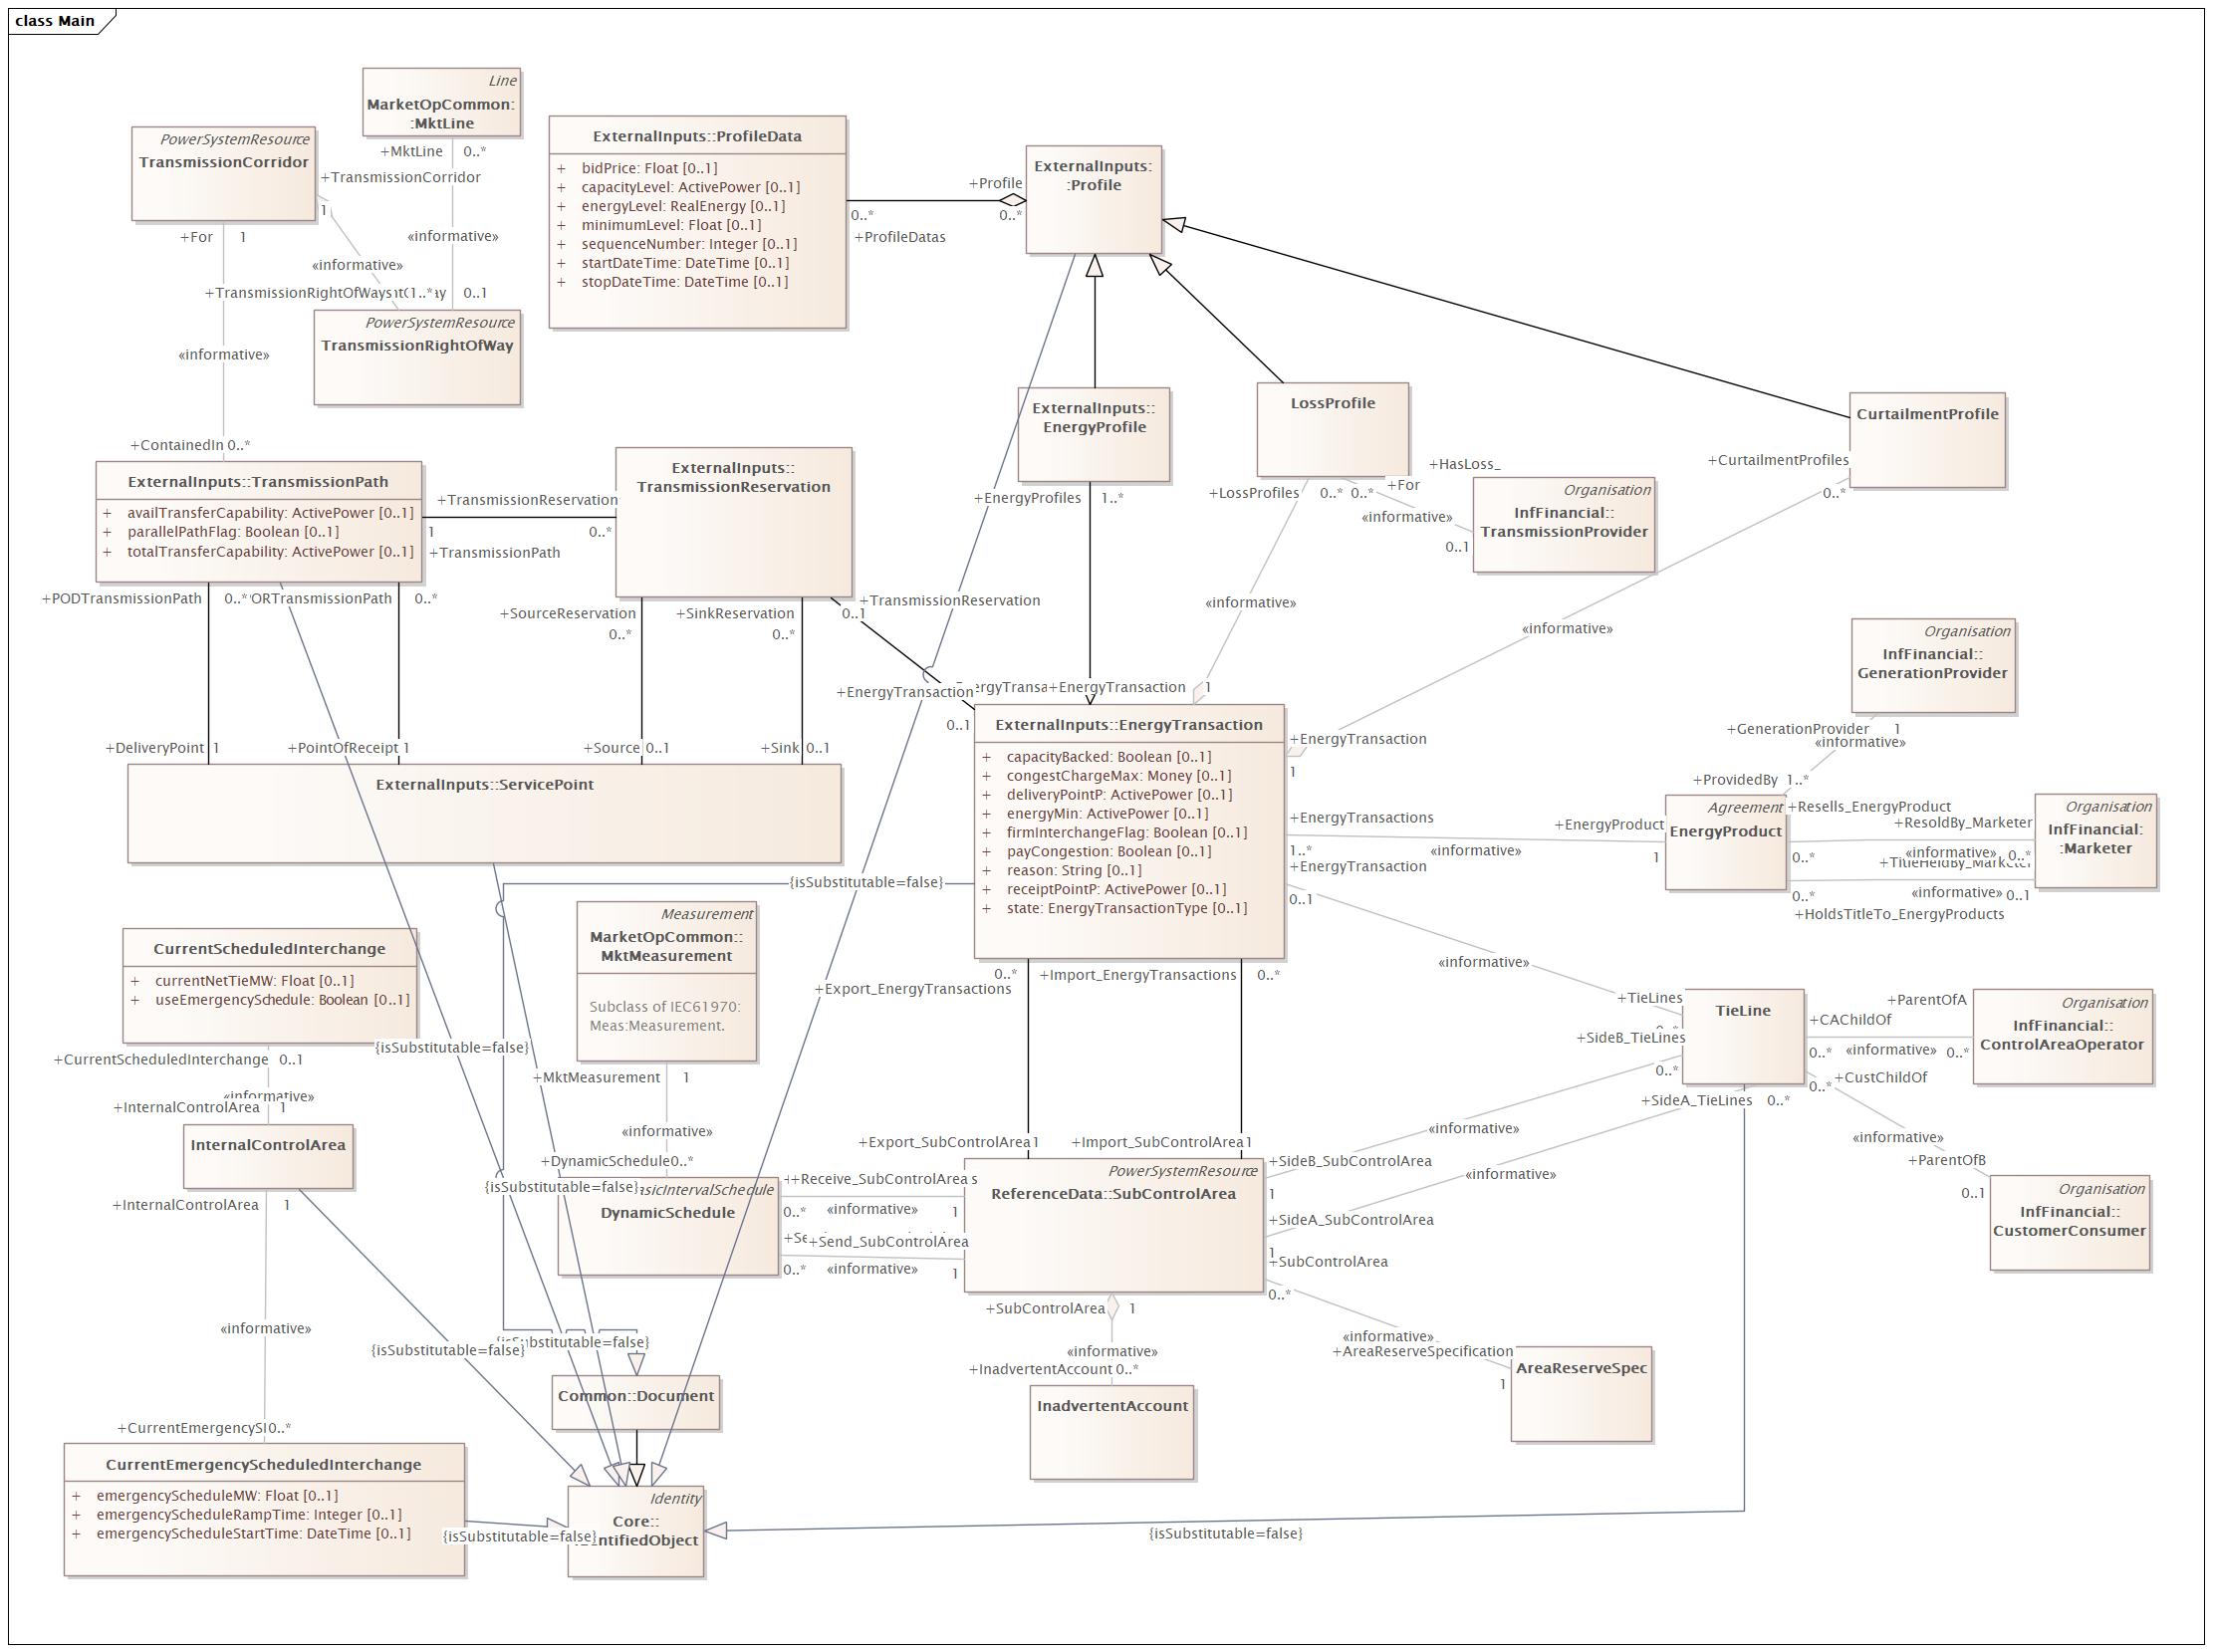 class Main
Line
MarketOpCommon:
:MktLine
+MktLine 0..*
PowerSystemResource
TransmissionCorridor
+TransmissionCorridor
1
+For 1
«informative»
«informative»
+TransmissionRightOfWays
1..*
0..1
PowerSystemResource
TransmissionRightOfWay
«informative»
+ContainedIn 0..*
ExternalInputs::ProfileData
+ bidPrice: Float [0..1]
+ capacityLevel: ActivePower [0..1]
+ energyLevel: RealEnergy [0..1]
+ minimumLevel: Float [0..1]
+ sequenceNumber: Integer [0..1]
+ startDateTime: DateTime [0..1]
+ stopDateTime: DateTime [0..1]
+Profile
0..* 0..*
+ProfileDatas
ExternalInputs:
:Profile
ExternalInputs::
EnergyProfile
+EnergyProfiles 1..*
LossProfile
+LossProfiles 0..* 0..* +For
+HasLoss_
«informative»
0..1
Organisation
InfFinancial::
TransmissionProvider
CurtailmentProfile
+CurtailmentProfiles
0..*
«informative»
«informative»
ExternalInputs::TransmissionPath
+ availTransferCapability: ActivePower [0..1]
+ parallelPathFlag: Boolean [0..1]
+ totalTransferCapability: ActivePower [0..1]
+TransmissionReservation
1 0..*
+TransmissionPath
ExternalInputs::
TransmissionReservation
+PODTransmissionPath 0..* ORTransmissionPath 0..*
+SourceReservation
0..*
+SinkReservation
0..*
0..1
+TransmissionReservation
+DeliveryPoint 1
+PointOfReceipt 1
+Source 0..1
+Sink 0..1
ExternalInputs::ServicePoint
+EnergyTransaction
0..1
+EnergyTransaction 1
ExternalInputs::EnergyTransaction
+ capacityBacked: Boolean [0..1]
+ congestChargeMax: Money [0..1]
+ deliveryPointP: ActivePower [0..1]
+ energyMin: ActivePower [0..1]
+ firmInterchangeFlag: Boolean [0..1]
+ payCongestion: Boolean [0..1]
+ reason: String [0..1]
+ receiptPointP: ActivePower [0..1]
+ state: EnergyTransactionType [0..1]
+EnergyTransaction
1
+EnergyTransactions
1..*
«informative»
+EnergyProduct
1
+EnergyTransaction
0..1
«informative»
Organisation
InfFinancial::
GenerationProvider
+GenerationProvider 1
«informative»
+ProvidedBy 1..*
Agreement
EnergyProduct
+Resells_EnergyProduct
+ResoldBy_Marketer
0..* «informative» 0..*
+TitleHeldBy_Marketer
0..* «informative» 0..1
+HoldsTitleTo_EnergyProducts
Organisation
InfFinancial:
:Marketer
{isSubstitutable=false}
Measurement
MarketOpCommon::
MktMeasurement
Subclass of IEC61970:
Meas:Measurement.
+MktMeasurement 1
«informative»
+DynamicSchedule 0..*
CurrentScheduledInterchange
+ currentNetTieMW: Float [0..1]
+ useEmergencySchedule: Boolean [0..1]
{isSubstitutable=false}
+CurrentScheduledInterchange 0..1
«informative»
+InternalControlArea 1
InternalControlArea
+InternalControlArea 1
«informative»
+Export_EnergyTransactions
0..*
+Import_EnergyTransactions 0..*
+Export_SubControlArea 1
+Import_SubControlArea 1
+TieLines
+SideB_TieLines
0..*
TieLine
+SideA_TieLines 0..*
+CAChildOf
0..*
«informative»
+ParentOfA
0..*
Organisation
InfFinancial::
ControlAreaOperator
0..*
+CustChildOf
«informative»
+ParentOfB
0..1
Organisation
InfFinancial::
CustomerConsumer
{isSubstitutable=false}
DynamicSchedule
+Receive_SubControlArea
0..* «informative» 1
+Send_SubControlArea
0..* «informative» 1
PowerSystemResource
ReferenceData::SubControlArea
+SideB_SubControlArea
1
«informative»
+SideA_SubControlArea
1
«informative»
+SubControlArea
0..*
«informative»
+AreaReserveSpecification
1
AreaReserveSpec
+SubControlArea 1
«informative»
+InadvertentAccount 0..*
InadvertentAccount
{isSubstitutable=false}
{isSubstitutable=false}
Common::Document
+CurrentEmergencyS 0..*
CurrentEmergencyScheduledInterchange
+ emergencyScheduleMW: Float [0..1]
+ emergencyScheduleRampTime: Integer [0..1]
+ emergencyScheduleStartTime: DateTime [0..1]
{isSubstitutable=false}
Identity
Core::
IdentifiedObject
{isSubstitutable=false}